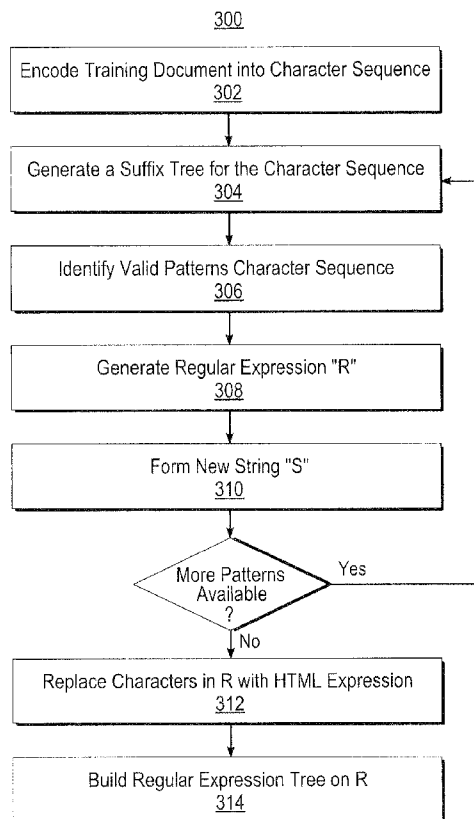 300
Encode Training Document into Character Sequence
302
Generate a Suffix Tree for the Character Sequence
304
Identify Valid Patterns Character Sequence
306
Generate Regular Expression "R"
308
Form New String "S"
310
More Patterns
Available
?
Yes
No
Replace Characters in R with HTML Expression
312
Build Regular Expression Tree on R
314